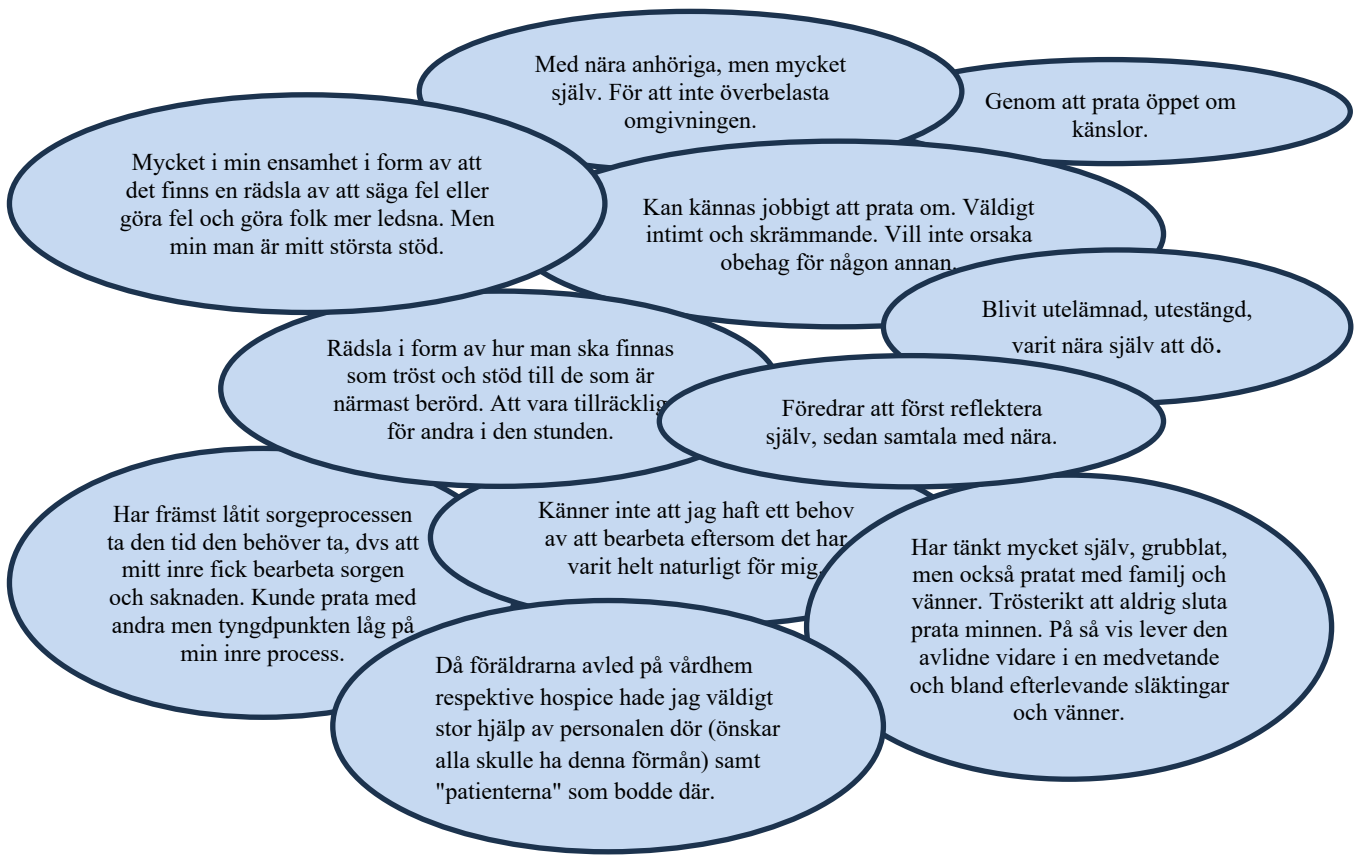 Med nära anhöriga, men mycket
själv. För att inte överbelasta
omgivningen.
Genom att prata öppet om
känslor.
Mycket i min ensamhet i form av att
det finns en rädsla av att säga fel eller
göra fel och göra folk mer ledsna. Men
min man är mitt största stöd.
Kan kännas jobbigt att prata om. Väldigt
intimt och skrämmande. Vill inte orsaka
obehag för någon annan.
Blivit utelämnad, utestängd,
varit nära själv att dö.
Rädsla i form av hur man ska finnas
som tröst och stöd till de som är
närmast berörd. Att vara tillräcklig
för andra i den stunden.
Föredrar att först reflektera
själv, sedan samtala med nära.
Har främst låtit sorgeprocessen
ta den tid den behöver ta, dvs att
mitt inre fick bearbeta sorgen
och saknaden. Kunde prata med
andra men tyngdpunkten låg på
min inre process.
Känner inte att jag haft ett behov
av att bearbeta eftersom det har
varit helt naturligt för mig.
Har tänkt mycket själv, grubblat,
men också pratat med familj och
vänner. Trösterikt att aldrig sluta
prata minnen. På så vis lever den
avlidne vidare i en medvetande
och bland efterlevande släktingar
och vänner.
Då föräldrarna avled på vårdhem
respektive hospice hade jag väldigt
stor hjälp av personalen dör (önskar
alla skulle ha denna förmån) samt
"patienterna" som bodde där.